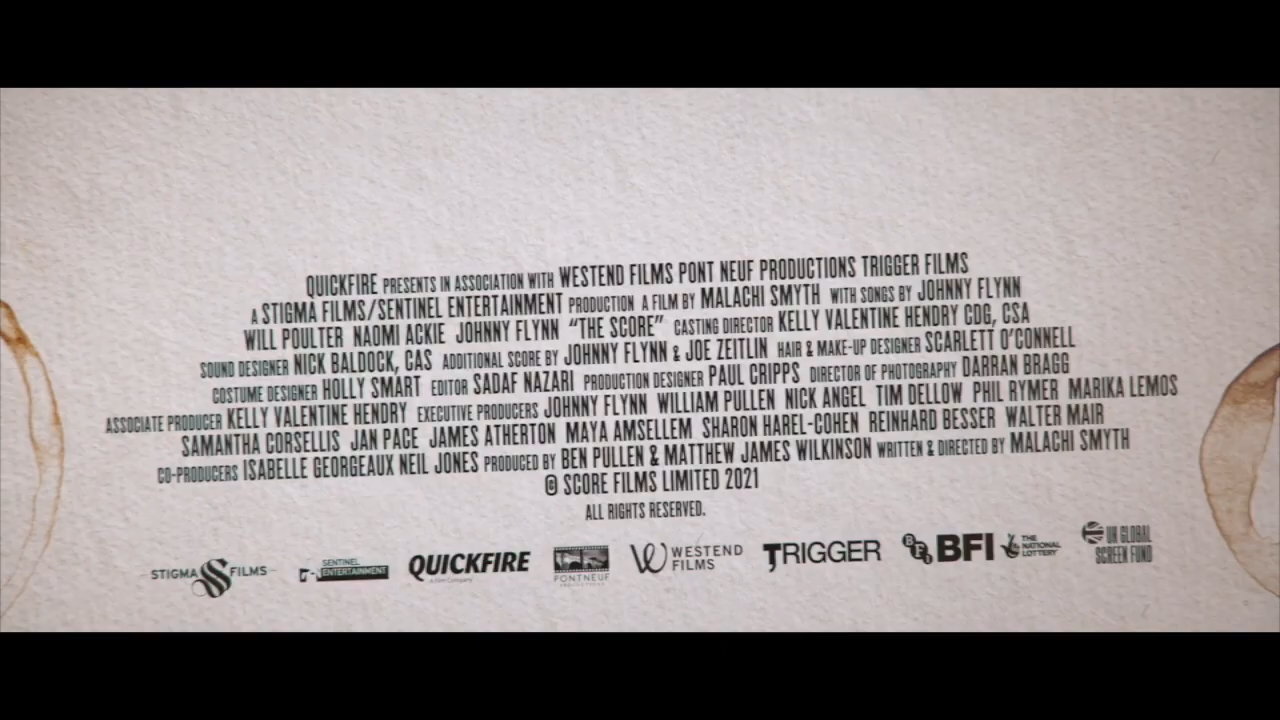 QUICKFIRE PRESENTS IN ASSOCIATION WITH WESTEND FILMS PONT NEUF PRODUCTIONS TRIGGER FILMS
A STIGMA FILMS/SENTINEL ENTERTAINMENT PRODUCTION A FILM BY MALACHI SMYTH WITH SONGS BY JOHNNY FLYNN
WILL POULTER NAOMI ACKIE JOHNNY FLYNN “THE SCORE” CASTING DIRECTOR KELLY VALENTINE HENDRY CDG, CSA
SOUND DESIGNER NICK BALDOCK, CAS ADDITIONAL SCORE BY JOHNNY FLYNN & JOE ZEITLIN HAIR & MAKE-UP DESIGNER SCARLETT O'CONNELL
COSTUME DESIGNER HOLLY SMART EDITOR SADAF NAZARI PRODUCTION DESIGNER PAUL CRIPPS DIRECTOR OF PHOTOGRAPHY DARRAN BRAGG
ASSOCIATE PRODUCER KELLY VALENTINE HENDRY EXECUTIVE PRODUCERS JOHNNY FLYNN WILLIAM PULLEN NICK ANGEL TIM DELLOW PHIL RYMER MARIKA LEMOS
SAMANTHA CORSELLIS JAN PACE JAMES ATHERTON MAYA AMSELLEM SHARON HAREL-COHEN REINHARD BESSER WALTER MAIR
CO-PRODUCERS ISABELLE GEORGEAUX NEIL JONES PRODUCED BY BEN PULLEN & MATTHEW JAMES WILKINSON WRITTEN & DIRECTED BY MALACHI SMYTH
© SCORE FILMS LIMITED 2021
ALL RIGHTS RESERVED.
STIGMA FILMS
SENTINEL
ENTERTAINMENT
QUICKFIRE
A Film Company
PONTNEUF
PRODUCTIONS
WESTEND
FILMS
TRIGGER
BFI
THE
NATIONAL
LOTTERY
UK GLOBAL
SCREEN FUND